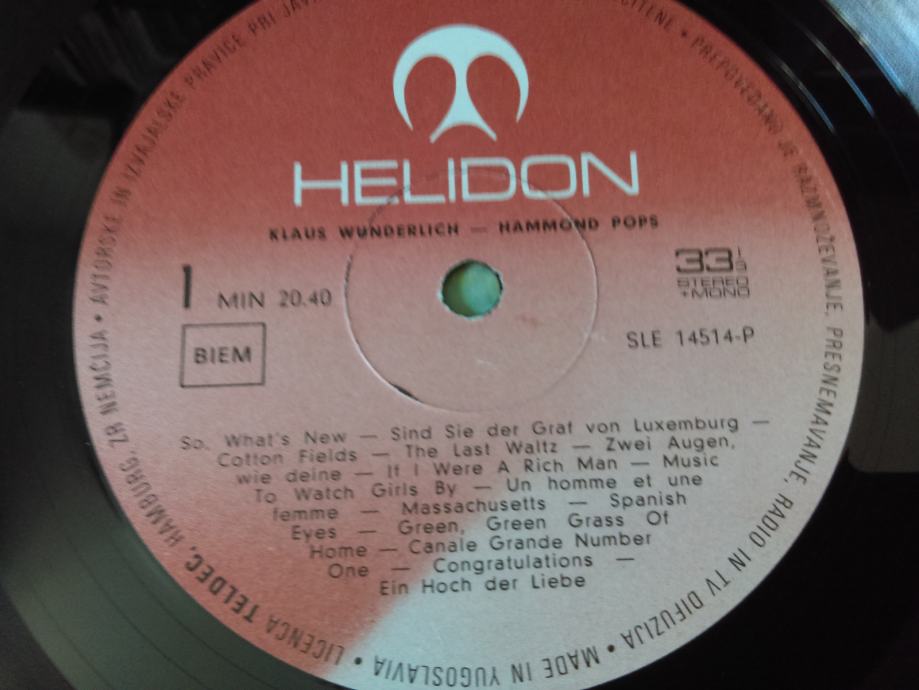 HELIDON
KLAUS WUNDERLICH — HAMMOND POPS
1 MIN 20.40
33 1/3
STEREO
+MONO
BIEM
SLE 14514-P
So. What's New — Sind Sie der Graf von Luxemburg —
Cotton Fields — The Last Waltz — Zwei Augen,
wie deine — If I Were A Rich Man — Music
To Watch Girls By — Un homme et une
femme — Massachusetts — Spanish
Eyes — Green, Green Grass Of
Home — Canale Grande Number
One — Congratulations —
Ein Hoch der Liebe
LICENCA TELDEC, HAMBURG, ZR NEMČIJA • AVTORSKE IN IZVAJALSKE PRAVICE PRI
• PREPOVEDANO JE RAZMNOŽEVANJE, PRESNEMAVANJE, RADIO IN TV DIFUZIJA • MADE IN YUGOSLAVIA •